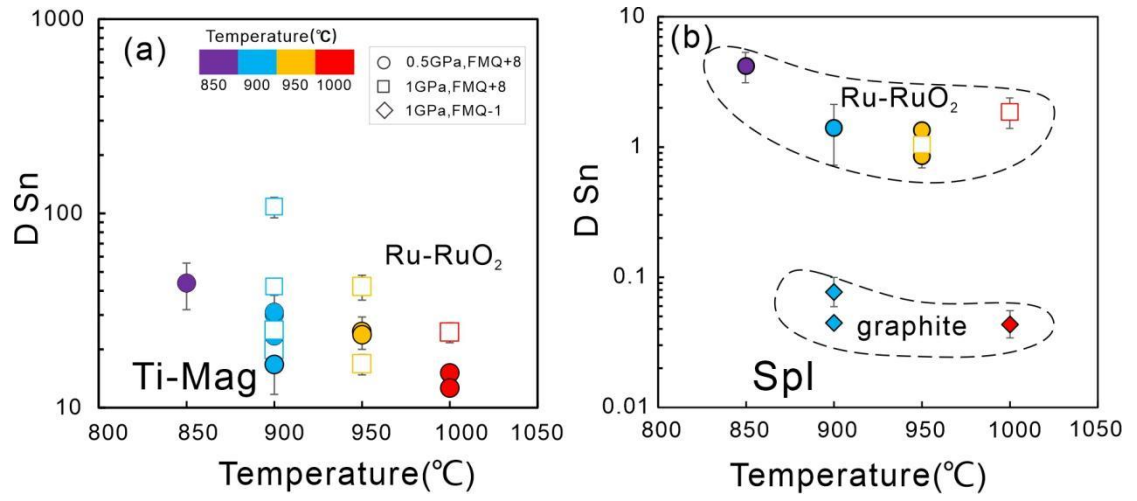 (a)
Temperature(℃)
850 900 950 1000
0.5GPa,FMQ+8
1GPa,FMQ+8
1GPa,FMQ-1
1000
100
10
D Sn
Ru-RuO2
Ti-Mag
800 850 900 950 1000 1050
Temperature(℃)
(b)
10
1
0.1
0.01
D Sn
Ru-RuO2
graphite
Spl
800 850 900 950 1000 1050
Temperature(℃)